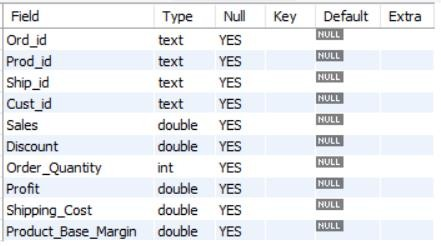 Field Type Null Key Default Extra
Ord_id text YES NULL
Prod_id text YES NULL
Ship_id text YES NULL
Cust_id text YES NULL
Sales double YES NULL
Discount double YES NULL
Order_Quantity int YES NULL
Profit double YES NULL
Shipping_Cost double YES NULL
Product_Base_Margin double YES NULL